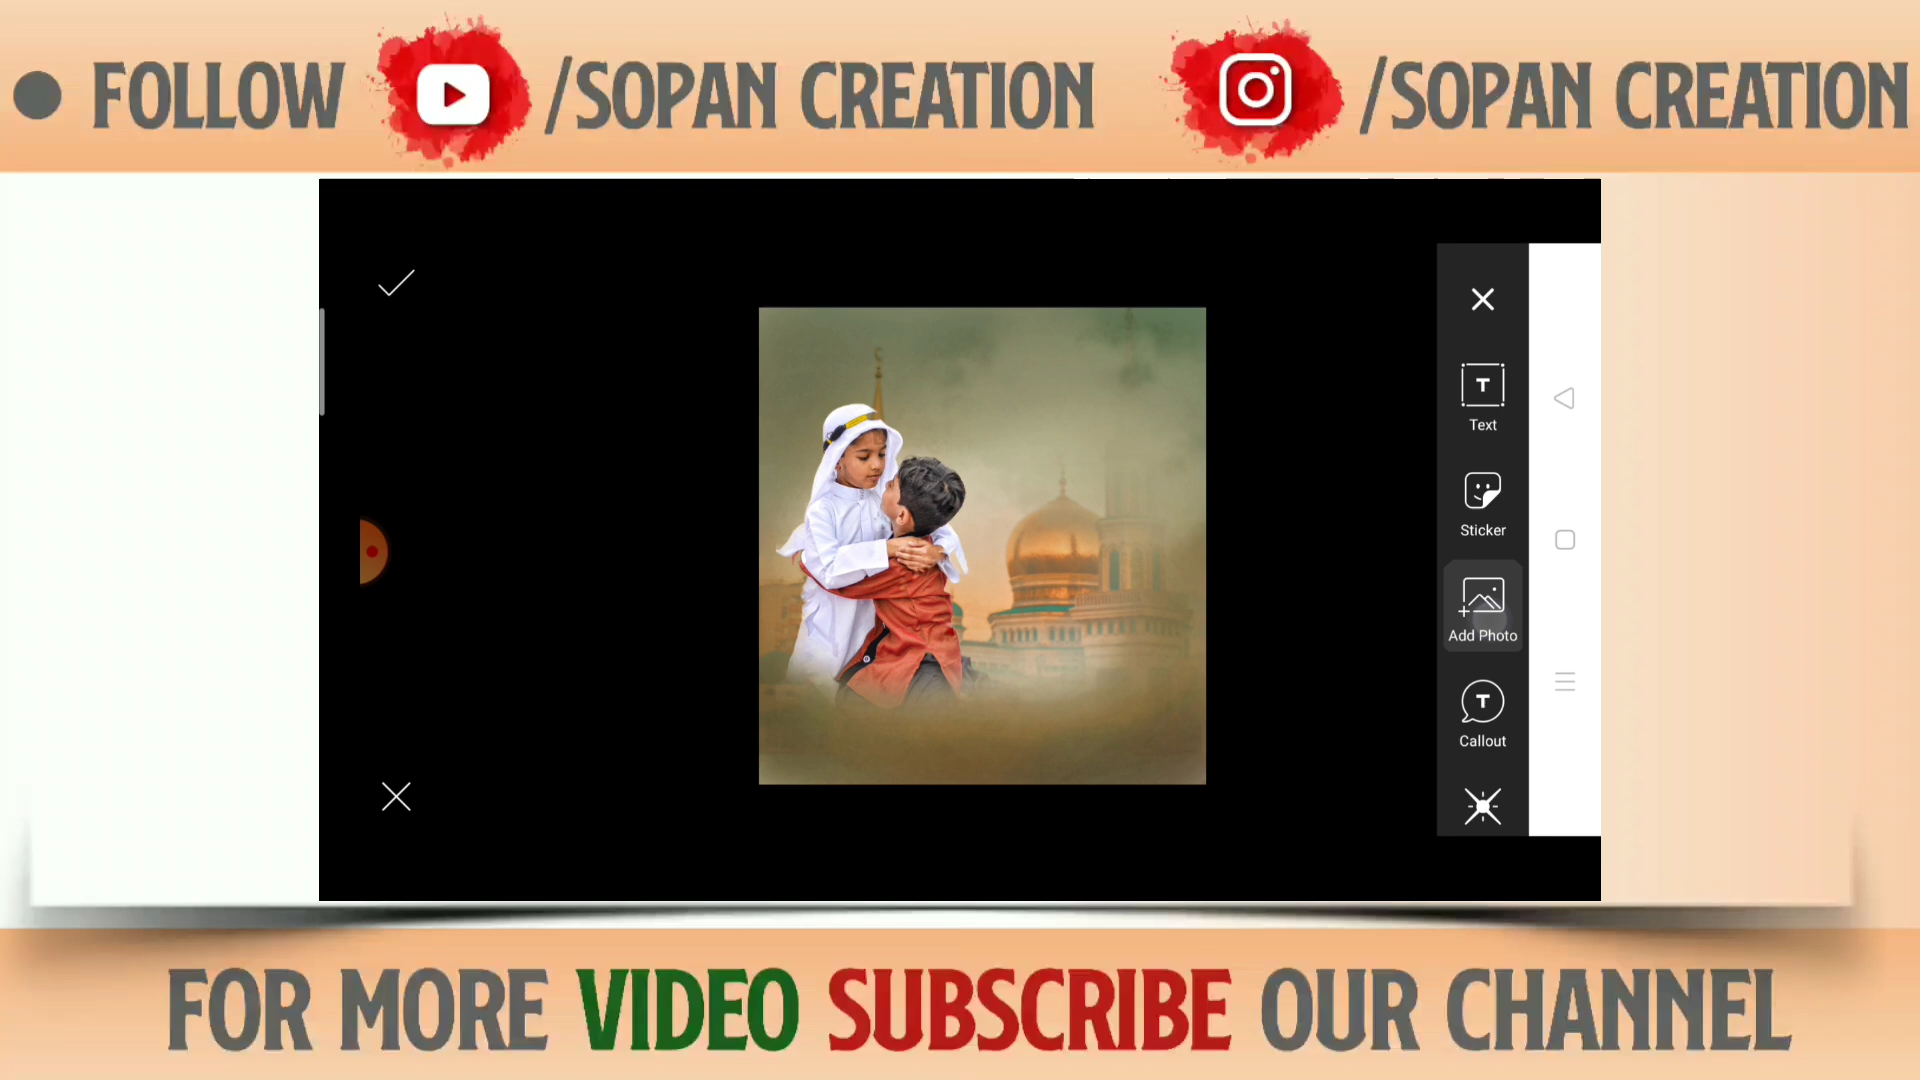 FOLLOW /SOPAN CREATION /SOPAN CREATION
Text
Sticker
Add Photo
Callout
FOR MORE VIDEO SUBSCRIBE OUR CHANNEL